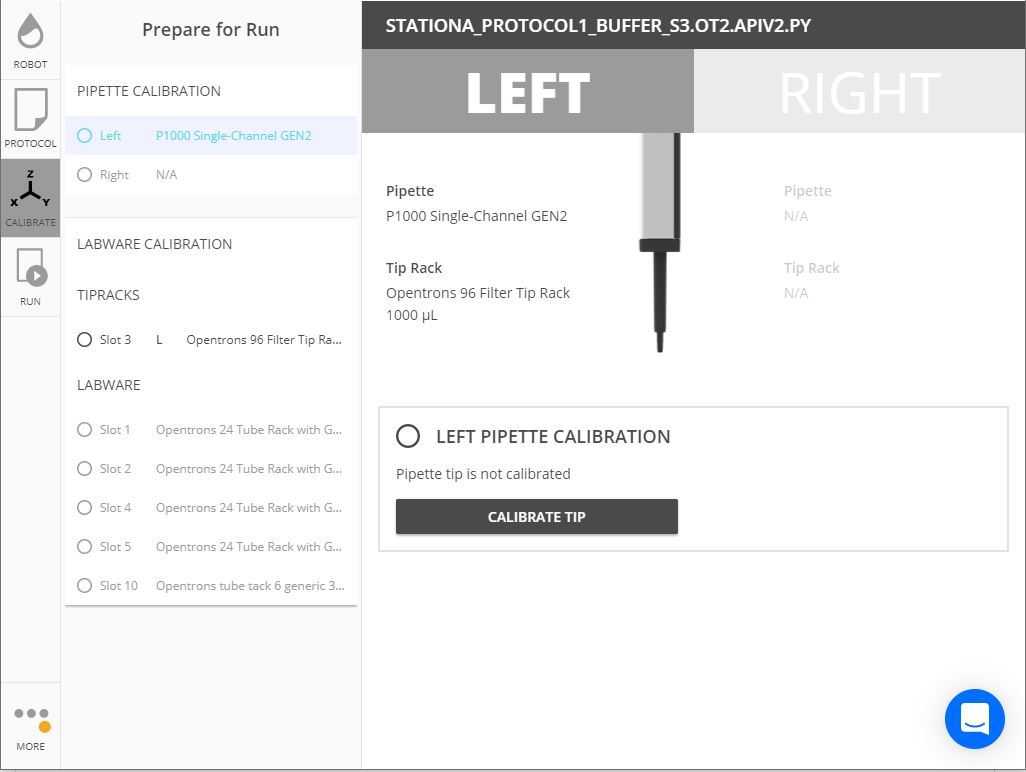 ROBOT
PROTOCOL
Z
X Y
CALIBRATE
RUN
MORE
Prepare for Run
PIPETTE CALIBRATION
Left P1000 Single-Channel GEN2
Right N/A
LABWARE CALIBRATION
TIPRACKS
Slot 3 L Opentrons 96 Filter Tip Ra...
LABWARE
Slot 1 Opentrons 24 Tube Rack with G...
Slot 2 Opentrons 24 Tube Rack with G...
Slot 4 Opentrons 24 Tube Rack with G...
Slot 5 Opentrons 24 Tube Rack with G...
Slot 10 Opentrons tube tack 6 generic 3...
STATIONA_PROTOCOL1_BUFFER_S3.OT2.APIV2.PY
LEFT RIGHT
Pipette
P1000 Single-Channel GEN2
Tip Rack
Opentrons 96 Filter Tip Rack
1000 µL
Pipette
N/A
Tip Rack
N/A
LEFT PIPETTE CALIBRATION
Pipette tip is not calibrated
CALIBRATE TIP